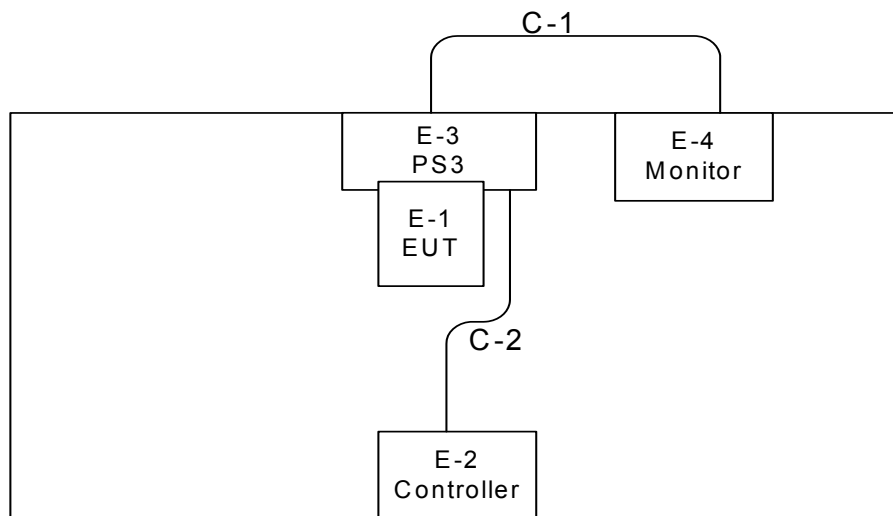 C-1
E-3
PS3
E-4
Monitor
E-1
EUT
C-2
E-2
Controller